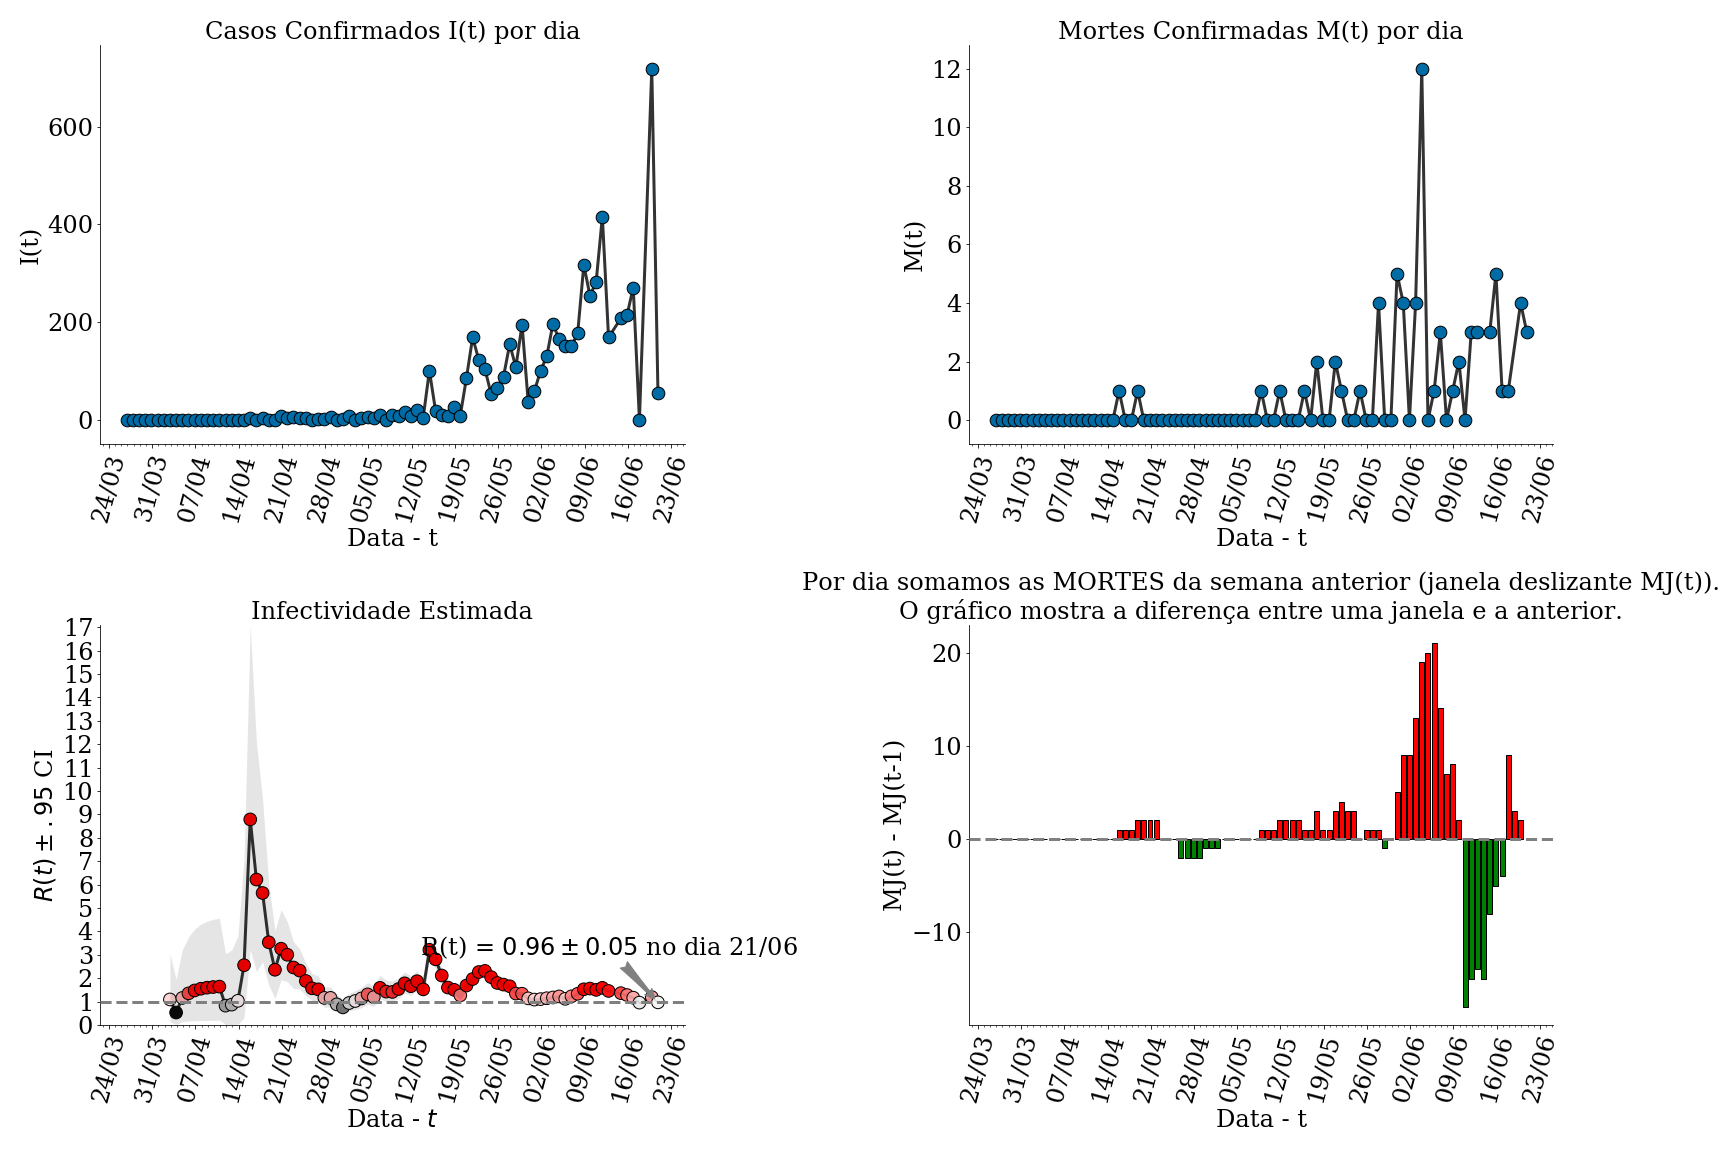 Casos Confirmados I(t) por dia
I(t)
600
400
200
0
24/03 31/03 07/04 14/04 21/04 28/04 05/05 12/05 19/05 26/05 02/06 09/06 16/06 23/06
Data - t
Mortes Confirmadas M(t) por dia
M(t)
12
10
8
6
4
2
0
24/03 31/03 07/04 14/04 21/04 28/04 05/05 12/05 19/05 26/05 02/06 09/06 16/06 23/06
Data - t
Infectividade Estimada
R(t) ± .95 CI
17
16
15
14
13
12
11
10
9
8
7
6
5
4
3
2
1
0
R(t) = 0.96 ± 0.05 no dia 21/06
24/03 31/03 07/04 14/04 21/04 28/04 05/05 12/05 19/05 26/05 02/06 09/06 16/06 23/06
Data - t
Por dia somamos as MORTES da semana anterior (janela deslizante MJ(t)).
O gráfico mostra a diferença entre uma janela e a anterior.
MJ(t) - MJ(t-1)
20
10
0
−10
24/03 31/03 07/04 14/04 21/04 28/04 05/05 12/05 19/05 26/05 02/06 09/06 16/06 23/06
Data - t